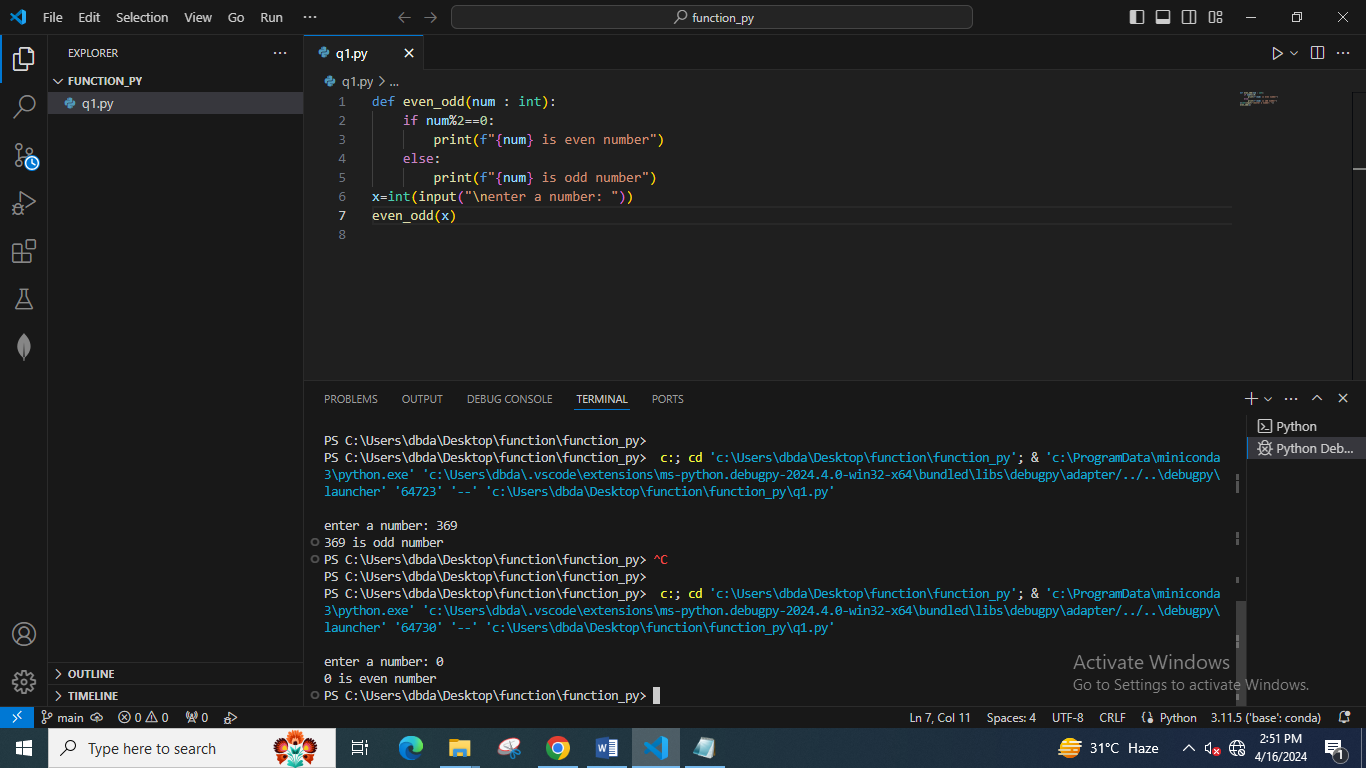 File Edit Selection View Go Run ··· function_py
EXPLORER ···
FUNCTION_PY
q1.py
OUTLINE
TIMELINE
q1.py
q1.py > ...
1 def even_odd(num : int):
2     if num%2==0:
3         print(f"{num} is even number")
4     else:
5         print(f"{num} is odd number")
6 x=int(input("\nenter a number: "))
7 even_odd(x)
8
PROBLEMS OUTPUT DEBUG CONSOLE TERMINAL PORTS
Python
Python Deb...
PS C:\Users\dbda\Desktop\function\function_py>
PS C:\Users\dbda\Desktop\function\function_py>  c:; cd 'c:\Users\dbda\Desktop\function\function_py'; & 'c:\ProgramData\miniconda
3\python.exe' 'c:\Users\dbda\.vscode\extensions\ms-python.debugpy-2024.4.0-win32-x64\bundled\libs\debugpy\adapter/../..\debugpy\
launcher' '64723' '--' 'c:\Users\dbda\Desktop\function\function_py\q1.py'
enter a number: 369
369 is odd number
PS C:\Users\dbda\Desktop\function\function_py> ^C
PS C:\Users\dbda\Desktop\function\function_py>
PS C:\Users\dbda\Desktop\function\function_py>  c:; cd 'c:\Users\dbda\Desktop\function\function_py'; & 'c:\ProgramData\miniconda
3\python.exe' 'c:\Users\dbda\.vscode\extensions\ms-python.debugpy-2024.4.0-win32-x64\bundled\libs\debugpy\adapter/../..\debugpy\
launcher' '64730' '--' 'c:\Users\dbda\Desktop\function\function_py\q1.py'
enter a number: 0
0 is even number
PS C:\Users\dbda\Desktop\function\function_py>
Activate Windows
Go to Settings to activate Windows.
main 0 0 0 Ln 7, Col 11 Spaces: 4 UTF-8 CRLF Python 3.11.5 ('base': conda)
Type here to search 31°C Haze 2:51 PM
4/16/2024
1